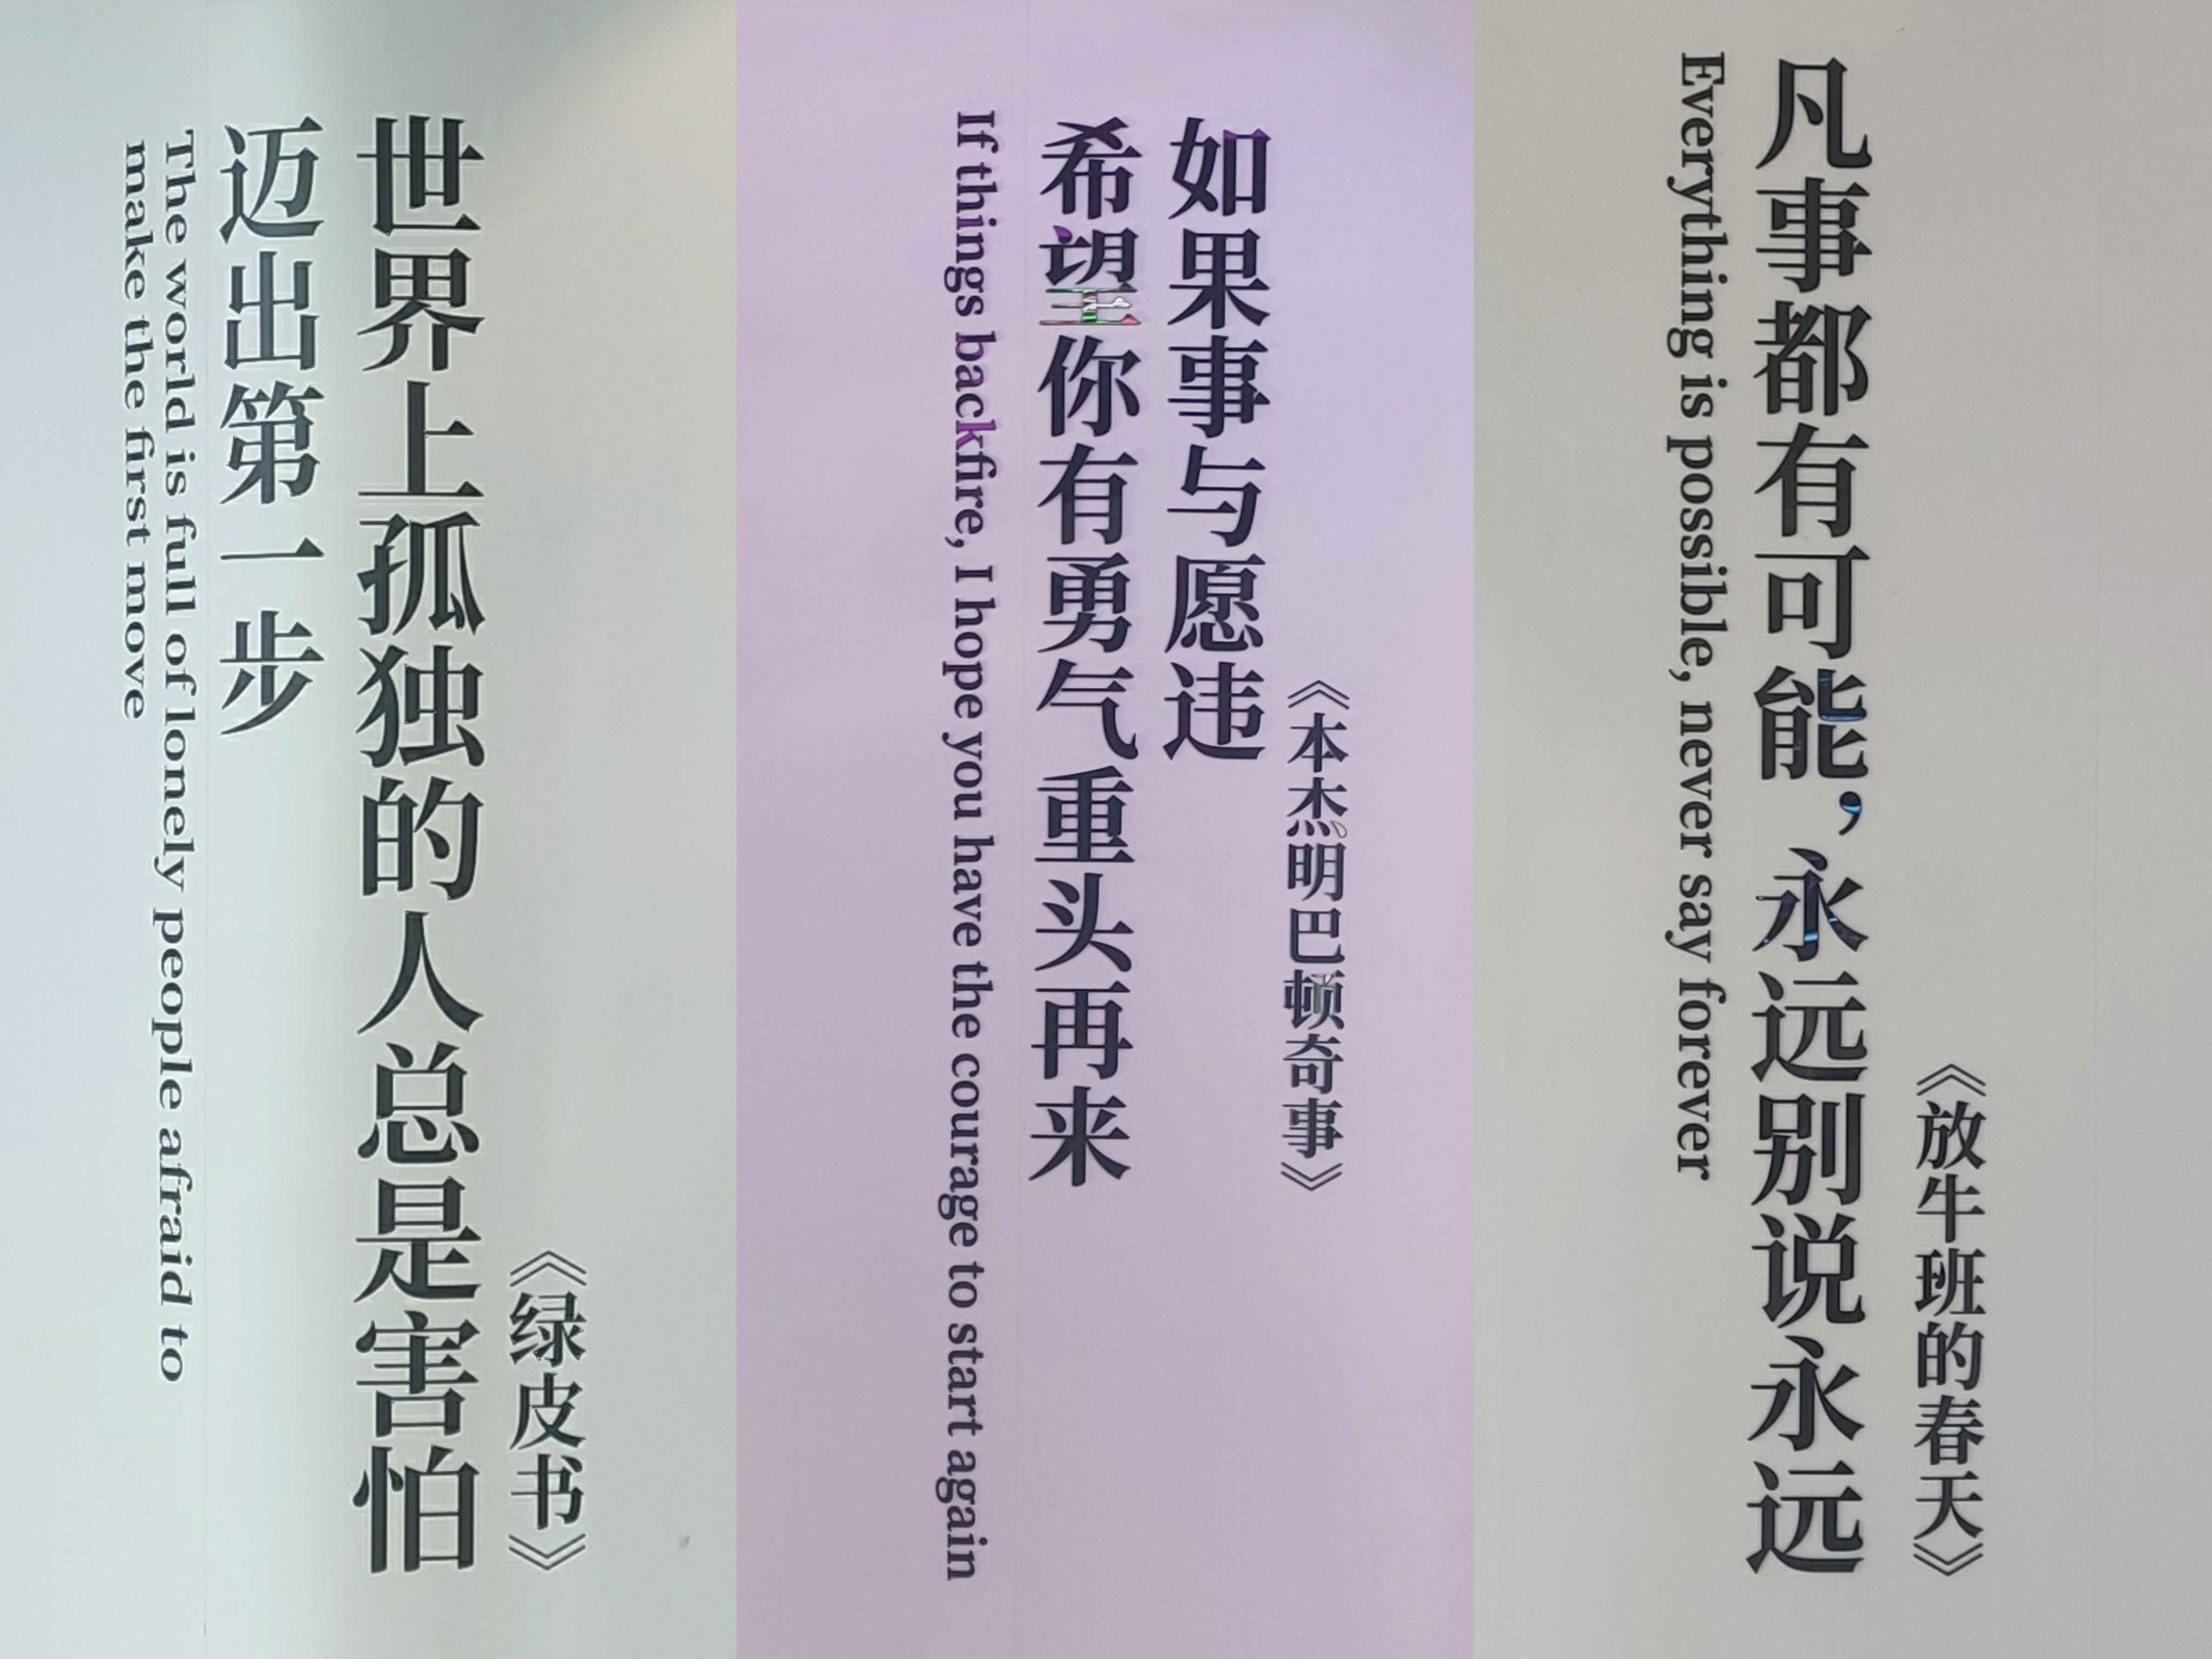 世界上孤独的人总是害怕
迈出第一步
The world is full of lonely people afraid to
make the first move
《绿皮书》
如果事与愿违
希望你有勇气重头再来
If things backfire, I hope you have the courage to start again
《本杰明巴顿奇事》
凡事都有可能，永远别说永远
Everything is possible, never say forever
《放牛班的春天》